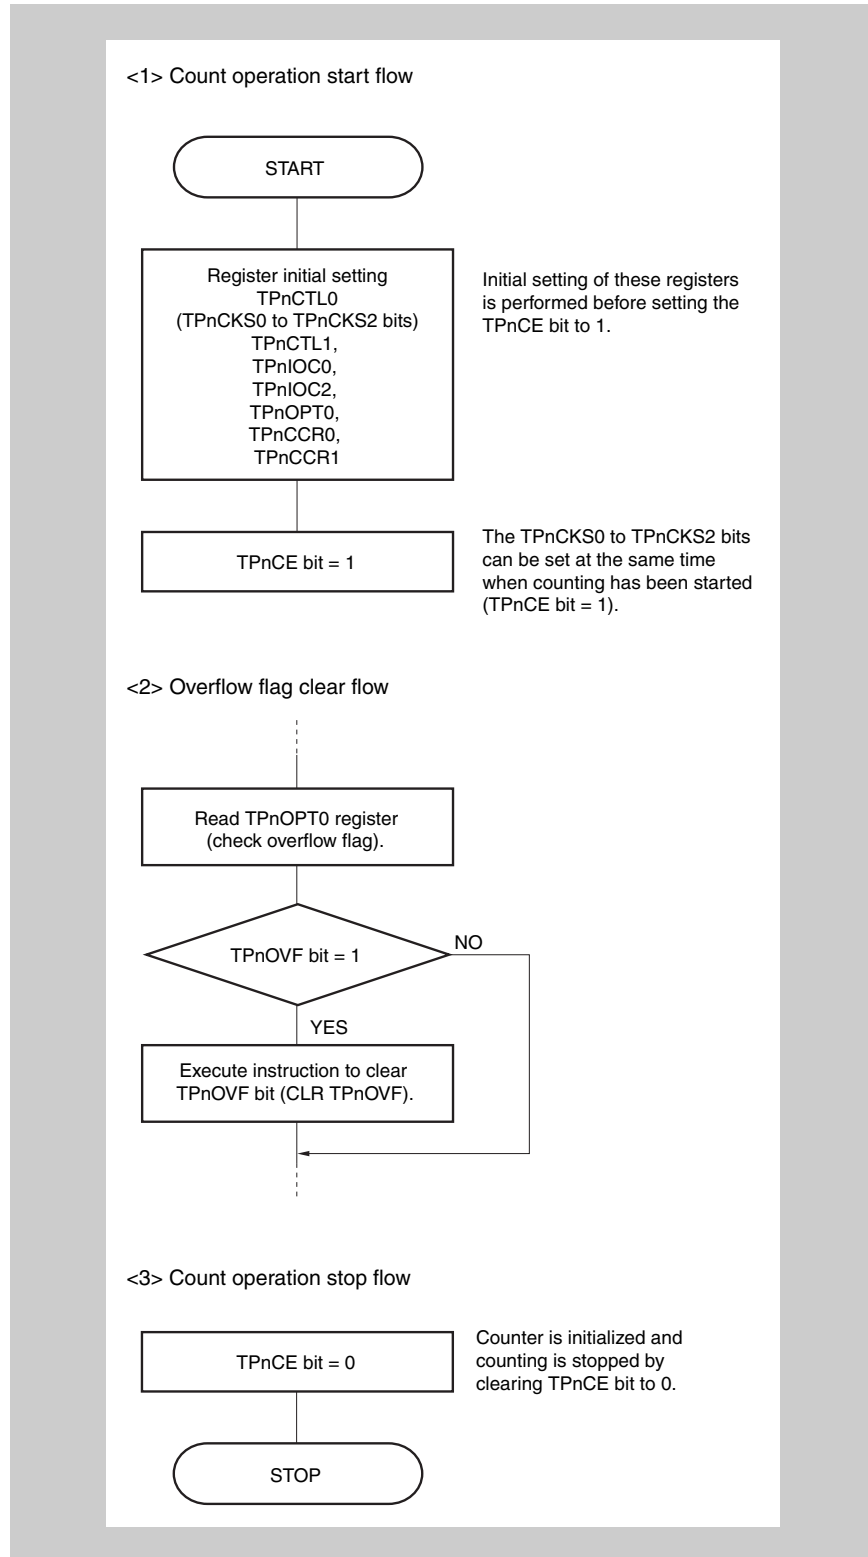 <1> Count operation start flow
START
Register initial setting
TPnCTL0
(TPnCKS0 to TPnCKS2 bits)
TPnCTL1,
TPnIOC0,
TPnIOC2,
TPnOPT0,
TPnCCR0,
TPnCCR1
Initial setting of these registers
is performed before setting the
TPnCE bit to 1.
TPnCE bit = 1
The TPnCKS0 to TPnCKS2 bits
can be set at the same time
when counting has been started
(TPnCE bit = 1).
<2> Overflow flag clear flow
Read TPnOPT0 register
(check overflow flag).
TPnOVF bit = 1
NO
YES
Execute instruction to clear
TPnOVF bit (CLR TPnOVF).
<3> Count operation stop flow
TPnCE bit = 0
Counter is initialized and
counting is stopped by
clearing TPnCE bit to 0.
STOP